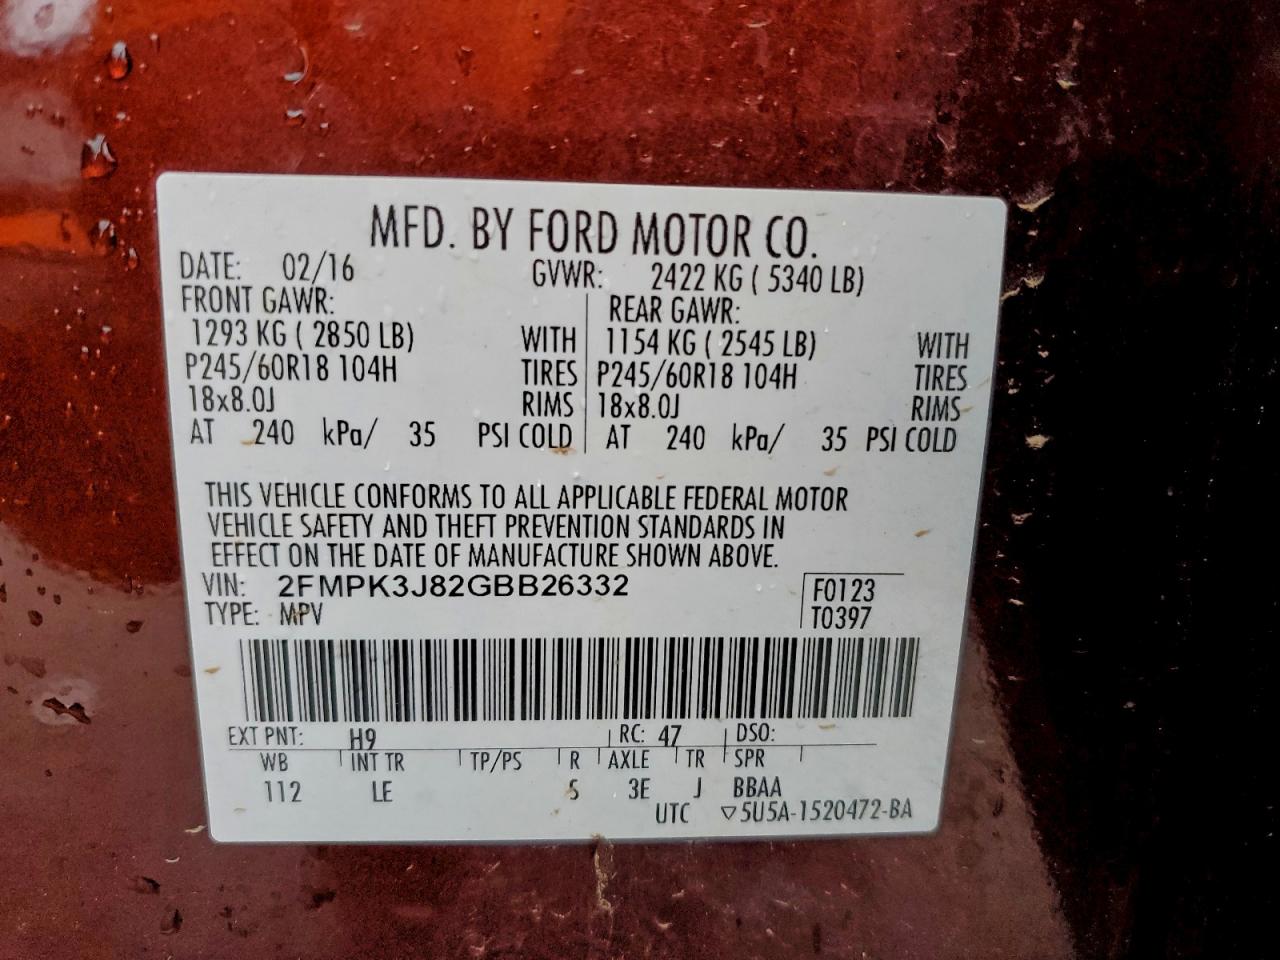 MFD. BY FORD MOTOR CO.
DATE: 02/16 GVWR: 2422 KG ( 5340 LB)
FRONT GAWR: REAR GAWR:
1293 KG ( 2850 LB) WITH 1154 KG ( 2545 LB) WITH
P245/60R18 104H TIRES P245/60R18 104H TIRES
18x8.0J RIMS 18x8.0J RIMS
AT 240 kPa/ 35 PSI COLD AT 240 kPa/ 35 PSI COLD
THIS VEHICLE CONFORMS TO ALL APPLICABLE FEDERAL MOTOR
VEHICLE SAFETY AND THEFT PREVENTION STANDARDS IN
EFFECT ON THE DATE OF MANUFACTURE SHOWN ABOVE.
VIN: 2FMPK3J82GBB26332 F0123
TYPE: MPV T0397
EXT PNT: H9 RC: 47 DSO:
WB INT TR TP/PS R AXLE TR SPR
112 LE S 3E J BBAA
UTC ▽5U5A-1520472-BA